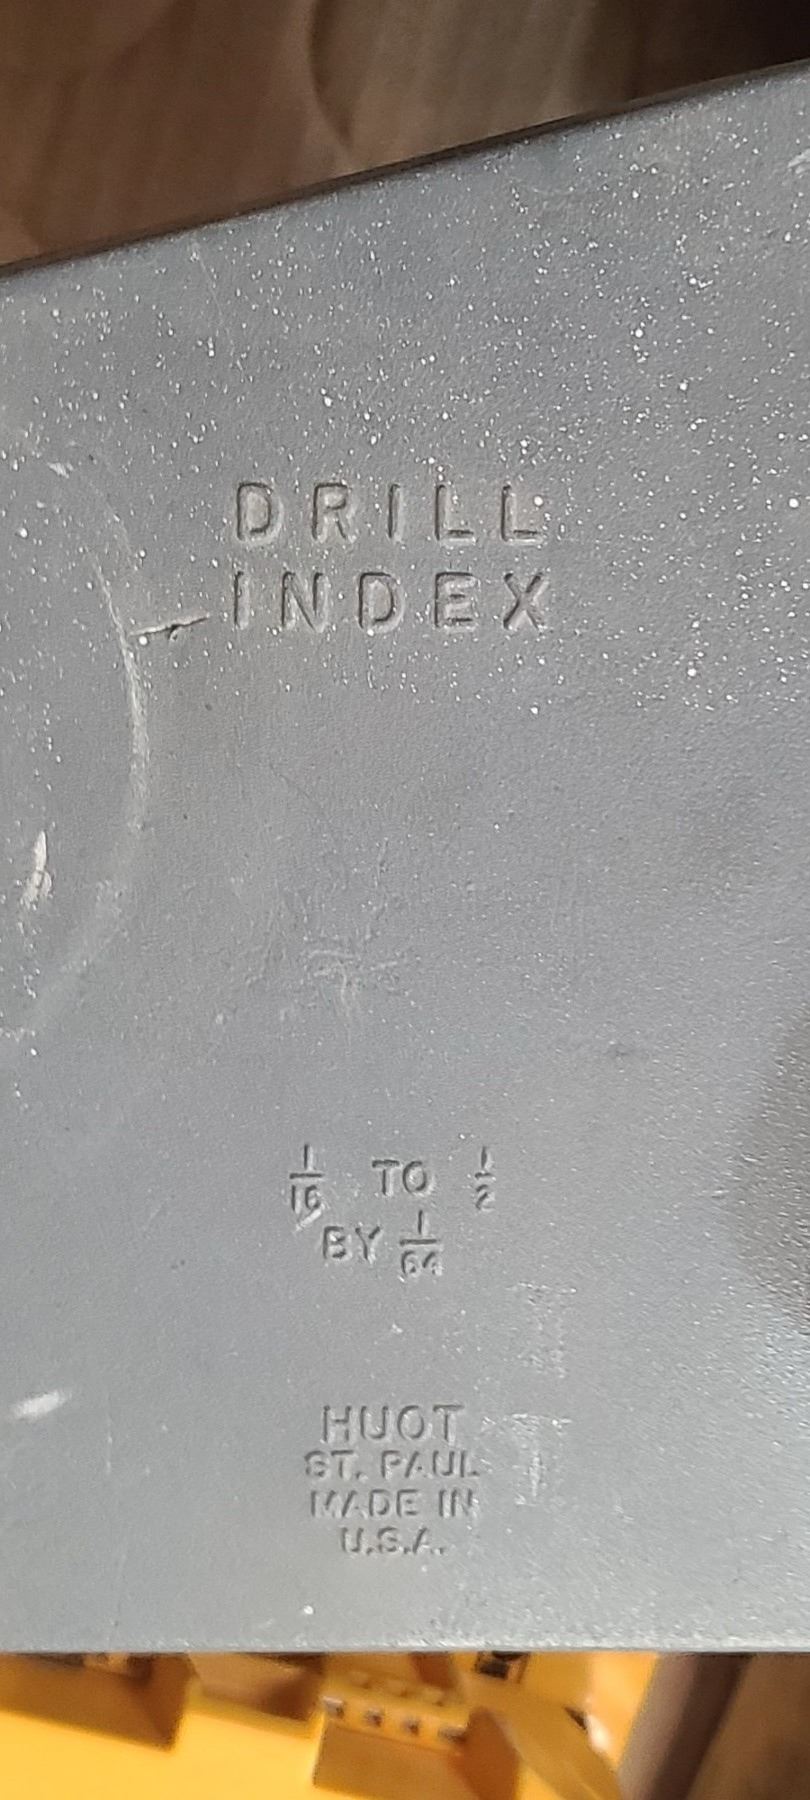 DRILL
INDEX
1/16 TO 1/2
BY 1/64
HUOT
ST. PAUL
MADE IN
U.S.A.